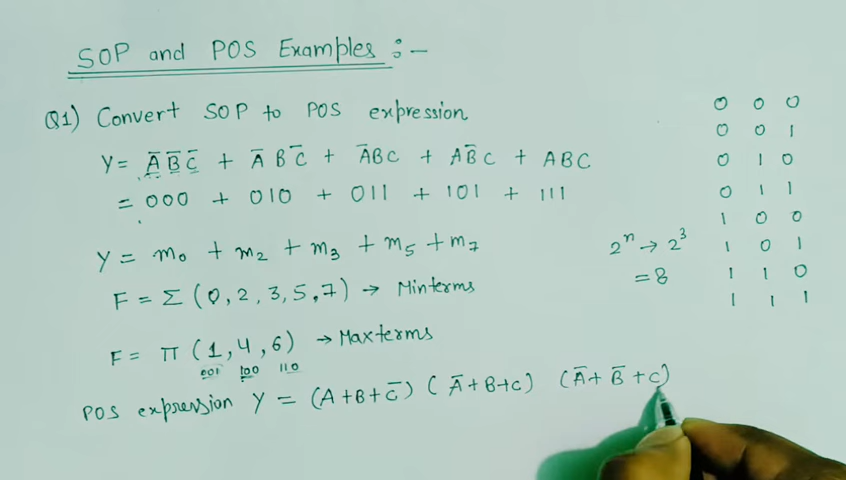 SOP and POS Examples :-
Q1) Convert SOP to POS expression
Y = A̅ B̅ C̅ + A̅ B C̅ + A̅BC + AB̅C + ABC
= 000 + 010 + 011 + 101 + 111
Y = m₀ + m₂ + m₃ + m₅ + m₇
F = Σ (0, 2, 3, 5, 7) → Minterms
F = π (1, 4, 6) → Maxterms
001 100 110
POS expression Y = (A+B+C̅) (A̅+B+C) (A̅+B̅+C)
2ⁿ → 2³
= 8
0 0 0
0 0 1
0 1 0
0 1 1
1 0 0
1 0 1
1 1 0
1 1 1